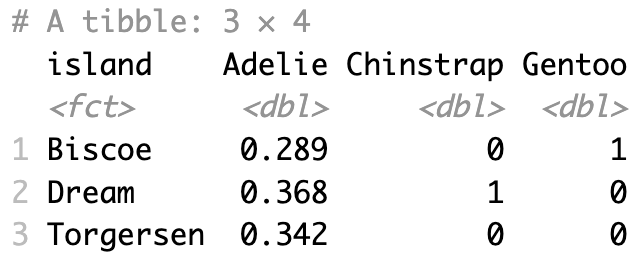 # A tibble: 3 × 4
island Adelie Chinstrap Gentoo
<fct> <dbl> <dbl> <dbl>
1 Biscoe 0.289 0 1
2 Dream 0.368 1 0
3 Torgersen 0.342 0 0